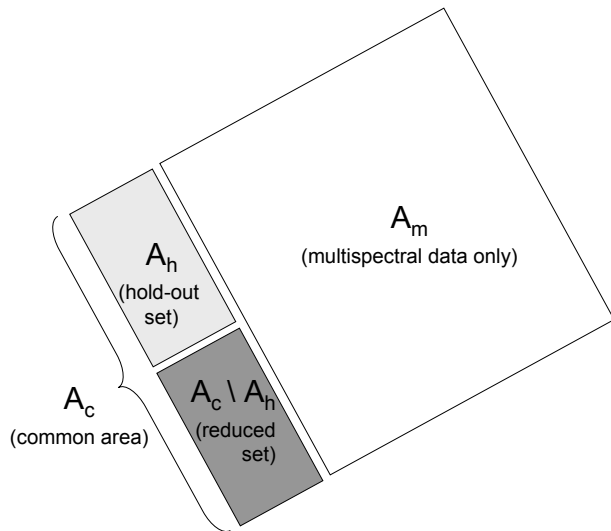 A_m
(multispectral data only)
A_h
(hold-out
set)
A_c \ A_h
(reduced
set)
A_c
(common area)